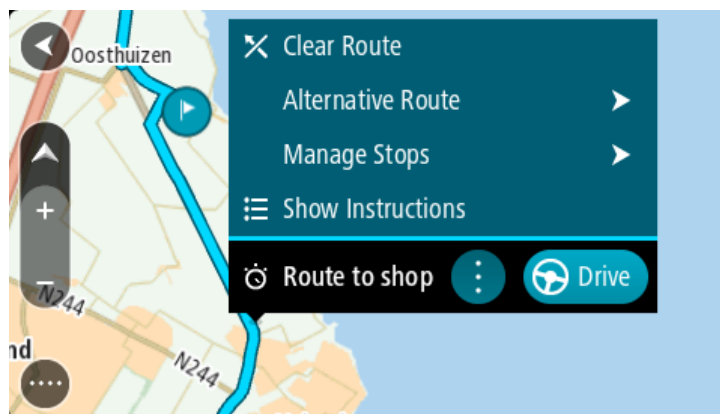 Oosthuizen
Clear Route
Alternative Route
Manage Stops
Show Instructions
Route to shop
Drive
N244
nd
N244